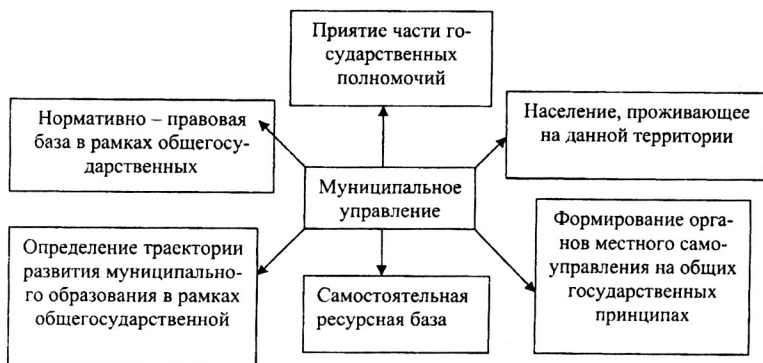 Приятие части го-
сударственных
полномочий
Нормативно – правовая
база в рамках общегосу-
дарственных
Население, проживающее
на данной территории
Муниципальное
управление
Определение траектории
развития муниципально-
го образования в рамках
общегосударственной
Самостоятельная
ресурсная база
Формирование орга-
нов местного само-
управления на общих
государственных
принципах